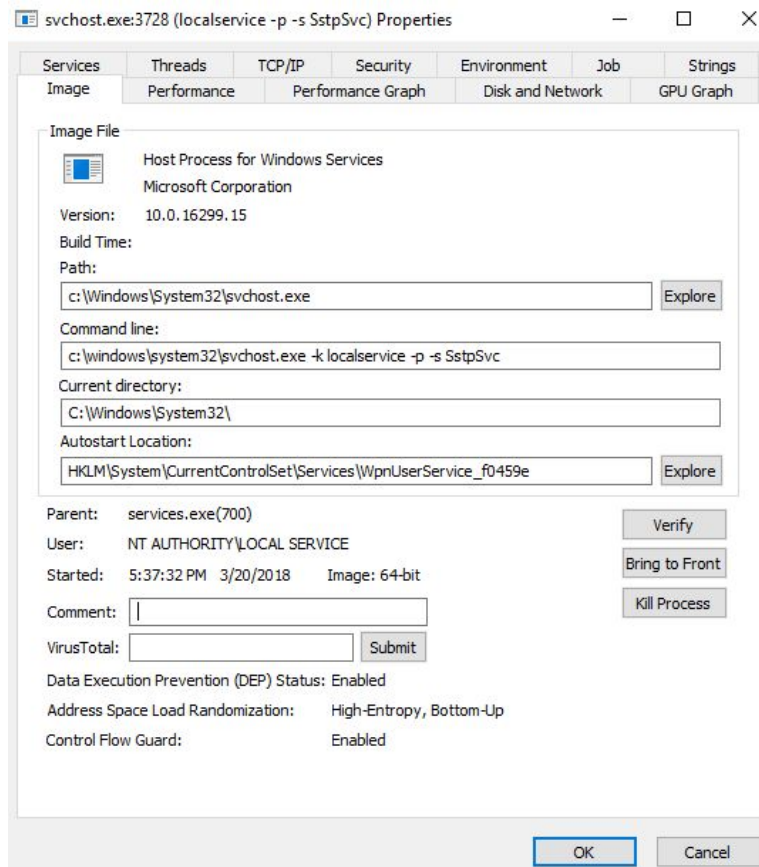 svchost.exe:3728 (localservice -p -s SstpSvc) Properties
Services Threads TCP/IP Security Environment Job Strings
Image Performance Performance Graph Disk and Network GPU Graph
Image File
Host Process for Windows Services
Microsoft Corporation
Version: 10.0.16299.15
Build Time:
Path:
c:\Windows\System32\svchost.exe Explore
Command line:
c:\windows\system32\svchost.exe -k localservice -p -s SstpSvc
Current directory:
C:\Windows\System32\
Autostart Location:
HKLM\System\CurrentControlSet\Services\WpnUserService_f0459e Explore
Parent: services.exe(700)
Verify
User: NT AUTHORITY\LOCAL SERVICE
Bring to Front
Started: 5:37:32 PM 3/20/2018 Image: 64-bit
Kill Process
Comment:
VirusTotal: Submit
Data Execution Prevention (DEP) Status: Enabled
Address Space Load Randomization: High-Entropy, Bottom-Up
Control Flow Guard: Enabled
OK Cancel